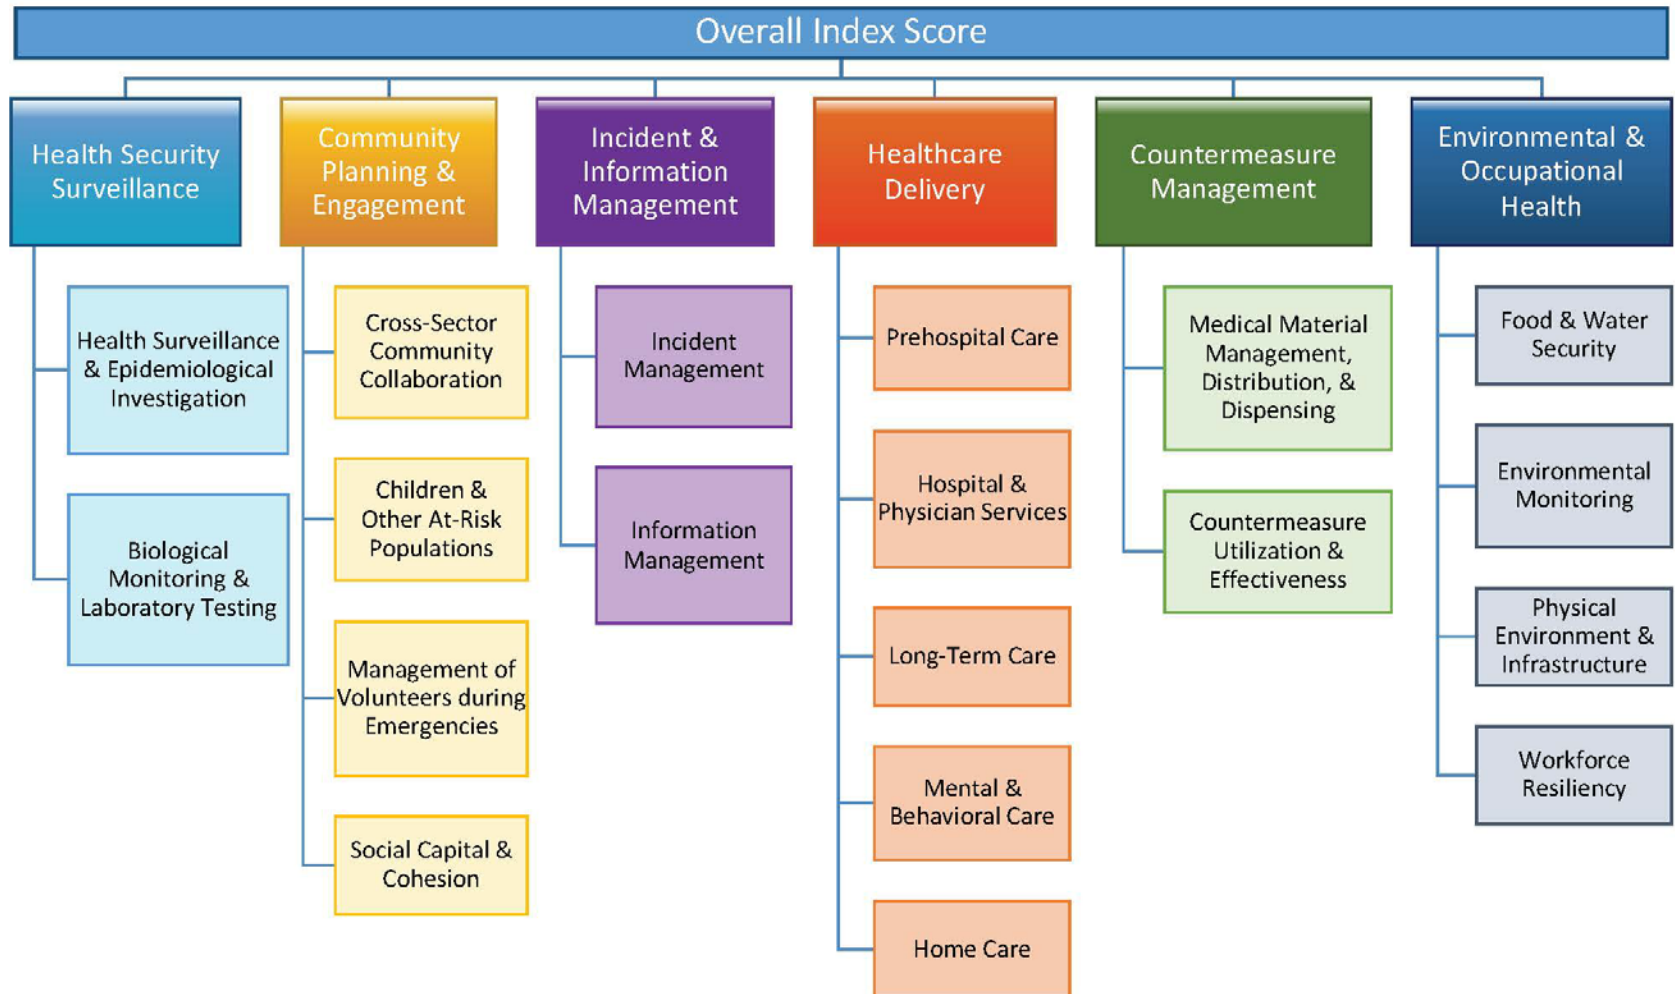 Overall Index Score
Health Security
Surveillance
Community
Planning &
Engagement
Incident &
Information
Management
Healthcare
Delivery
Countermeasure
Management
Environmental &
Occupational
Health
Health Surveillance
& Epidemiological
Investigation
Biological
Monitoring &
Laboratory Testing
Cross-Sector
Community
Collaboration
Children &
Other At-Risk
Populations
Management of
Volunteers during
Emergencies
Social Capital &
Cohesion
Incident
Management
Information
Management
Prehospital Care
Hospital &
Physician Services
Long-Term Care
Mental &
Behavioral Care
Home Care
Medical Material
Management,
Distribution, &
Dispensing
Countermeasure
Utilization &
Effectiveness
Food & Water
Security
Environmental
Monitoring
Physical
Environment &
Infrastructure
Workforce
Resiliency